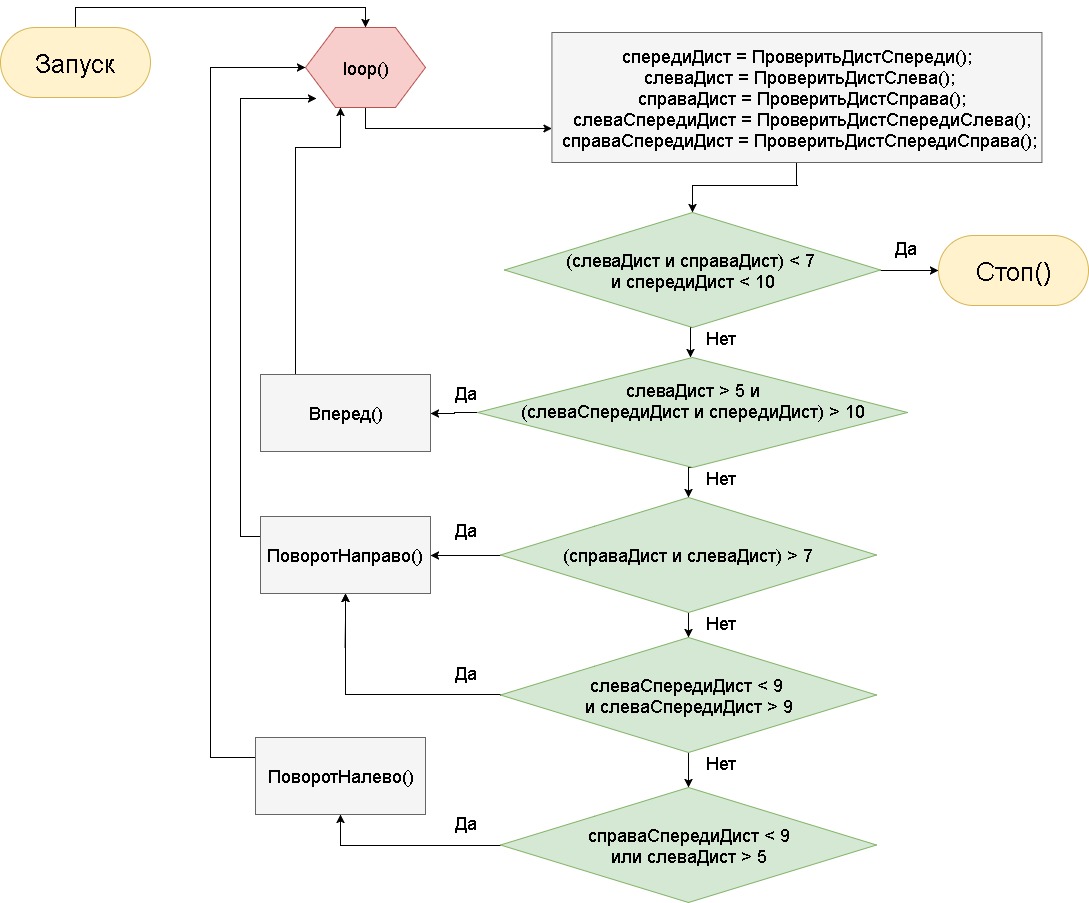 Запуск
loop()
спередиДист = ПроверитьДистСпереди();
слеваДист = ПроверитьДистСлева();
справаДист = ПроверитьДистСправа();
слеваСпередиДист = ПроверитьДистСпередиСлева();
справаСпередиДист = ПроверитьДистСпередиСправа();
(слеваДист и справаДист) < 7
и спередиДист < 10
Да
Стоп()
Нет
слеваДист > 5 и
(слеваСпередиДист и спередиДист) > 10
Да
Вперед()
Нет
(справаДист и слеваДист) > 7
Да
ПоворотНаправо()
Нет
слеваСпередиДист < 9
и слеваСпередиДист > 9
Да
Нет
ПоворотНалево()
справаСпередиДист < 9
или слеваДист > 5
Да